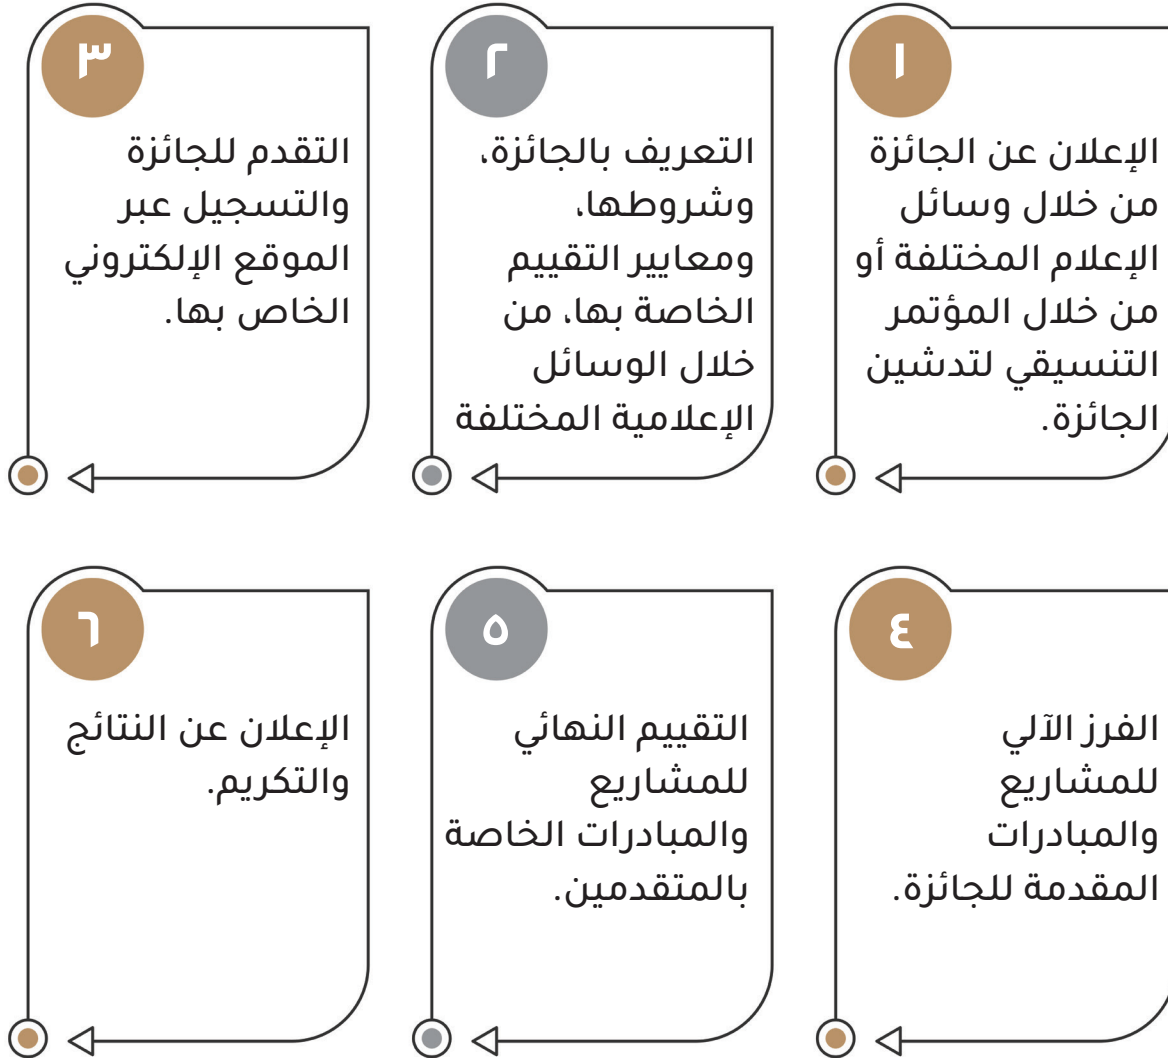 ١
الإعلان عن الجائزة
من خلال وسائل
الإعلام المختلفة أو
من خلال المؤتمر
التنسيقي لتدشين
الجائزة.
٢
التعريف بالجائزة،
وشروطها،
ومعايير التقييم
الخاصة بها، من
خلال الوسائل
الإعلامية المختلفة
٣
التقدم للجائزة
والتسجيل عبر
الموقع الإلكتروني
الخاص بها.
٤
الفرز الآلي
للمشاريع
والمبادرات
المقدمة للجائزة.
٥
التقييم النهائي
للمشاريع
والمبادرات الخاصة
بالمتقدمين.
٦
الإعلان عن النتائج
والتكريم.